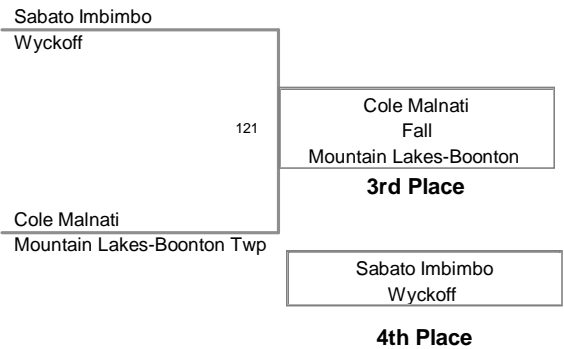 Sabato Imbimbo
Wyckoff
121
Cole Malnati
Fall
Mountain Lakes-Boonton
3rd Place
Cole Malnati
Mountain Lakes-Boonton Twp
Sabato Imbimbo
Wyckoff
4th Place